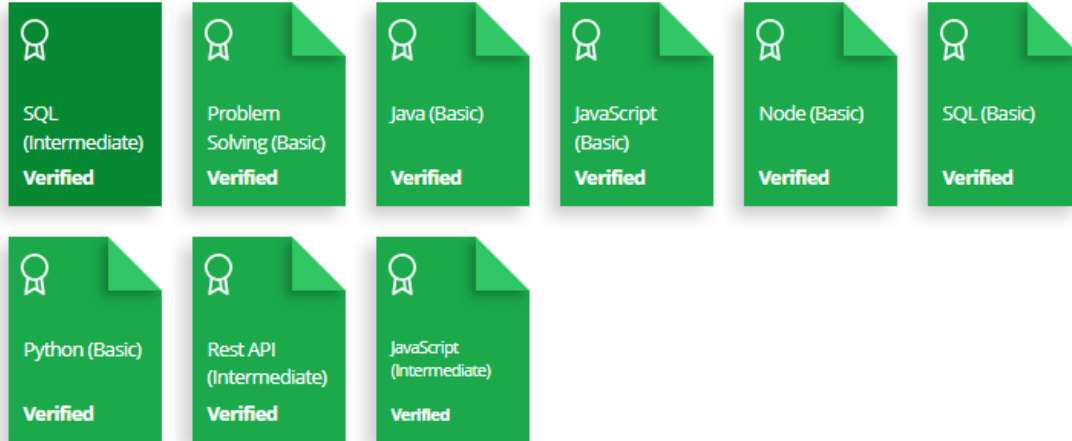 SQL
(Intermediate)
Verified
Problem
Solving (Basic)
Verified
Java (Basic)
Verified
JavaScript
(Basic)
Verified
Node (Basic)
Verified
SQL (Basic)
Verified
Python (Basic)
Verified
Rest API
(Intermediate)
Verified
JavaScript
(Intermediate)
Verified